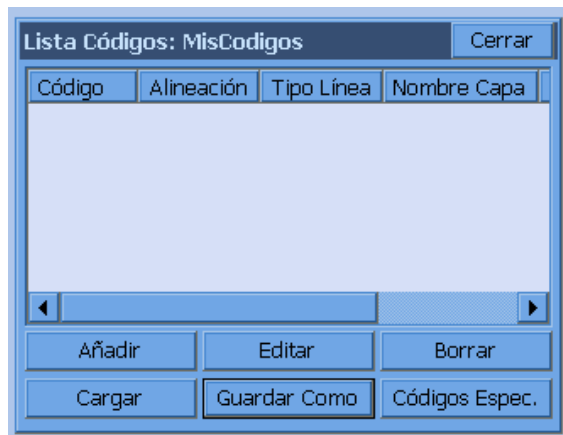 Lista Códigos: MisCodigos Cerrar
Código Alineación Tipo Línea Nombre Capa
Añadir Editar Borrar
Cargar Guardar Como Códigos Espec.